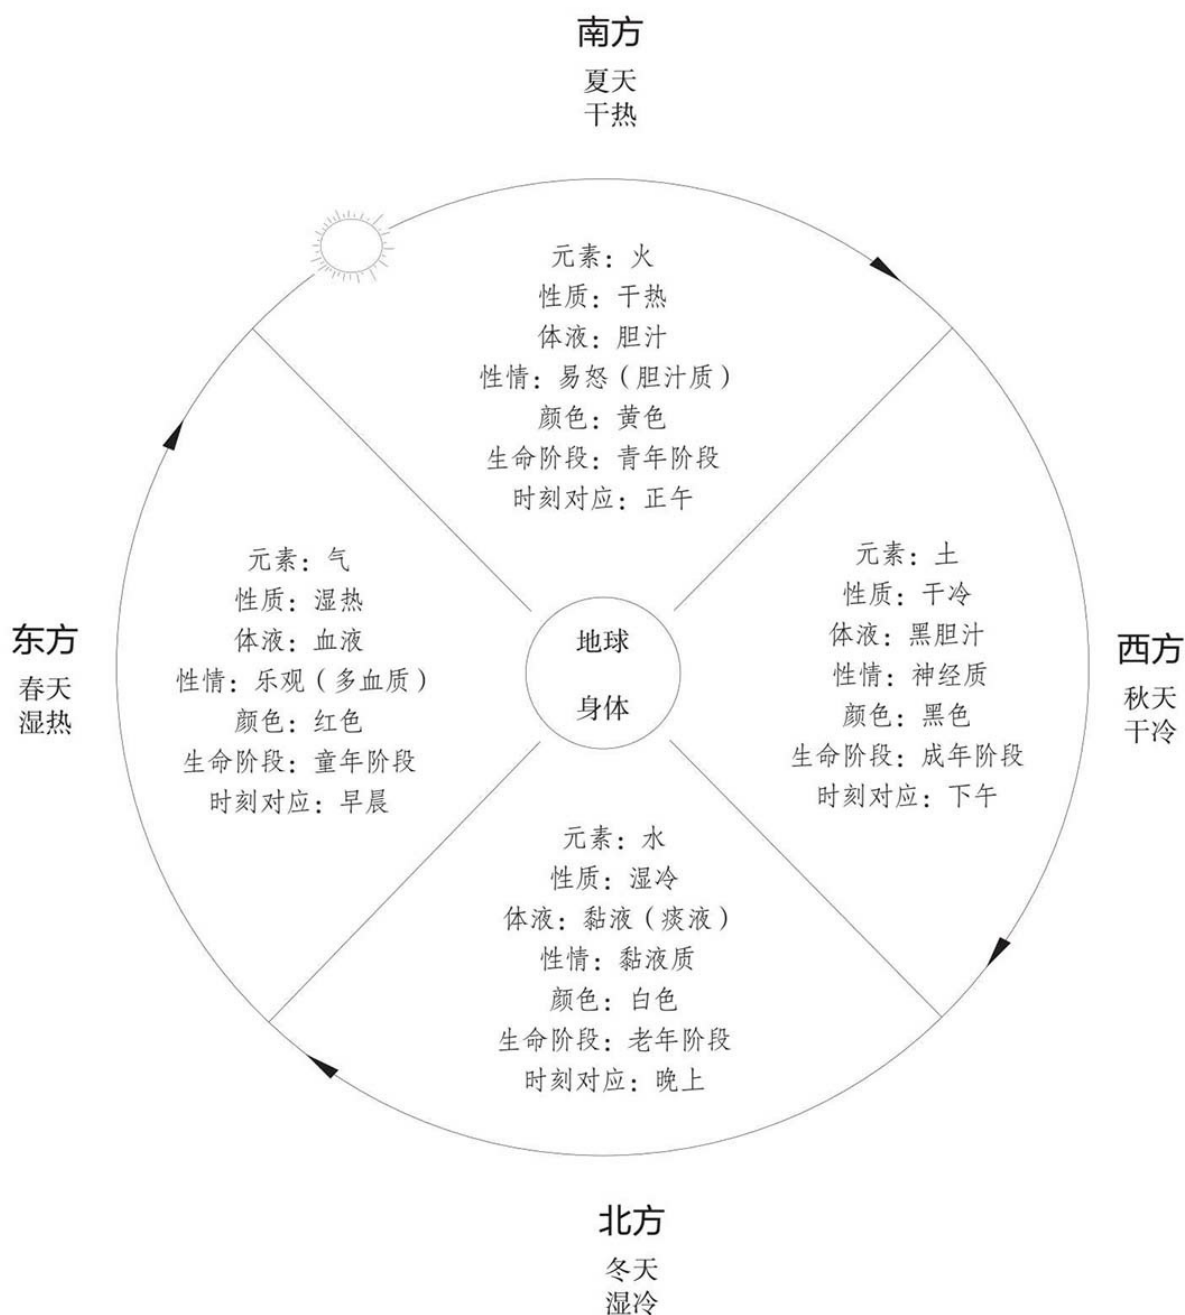 南方
夏天
干热
元素：火
性质：干热
体液：胆汁
性情：易怒（胆汁质）
颜色：黄色
生命阶段：青年阶段
时刻对应：正午
东方
春天
湿热
元素：气
性质：湿热
体液：血液
性情：乐观（多血质）
颜色：红色
生命阶段：童年阶段
时刻对应：早晨
地球
身体
元素：土
性质：干冷
体液：黑胆汁
性情：神经质
颜色：黑色
生命阶段：成年阶段
时刻对应：下午
西方
秋天
干冷
元素：水
性质：湿冷
体液：黏液（痰液）
性情：黏液质
颜色：白色
生命阶段：老年阶段
时刻对应：晚上
北方
冬天
湿冷